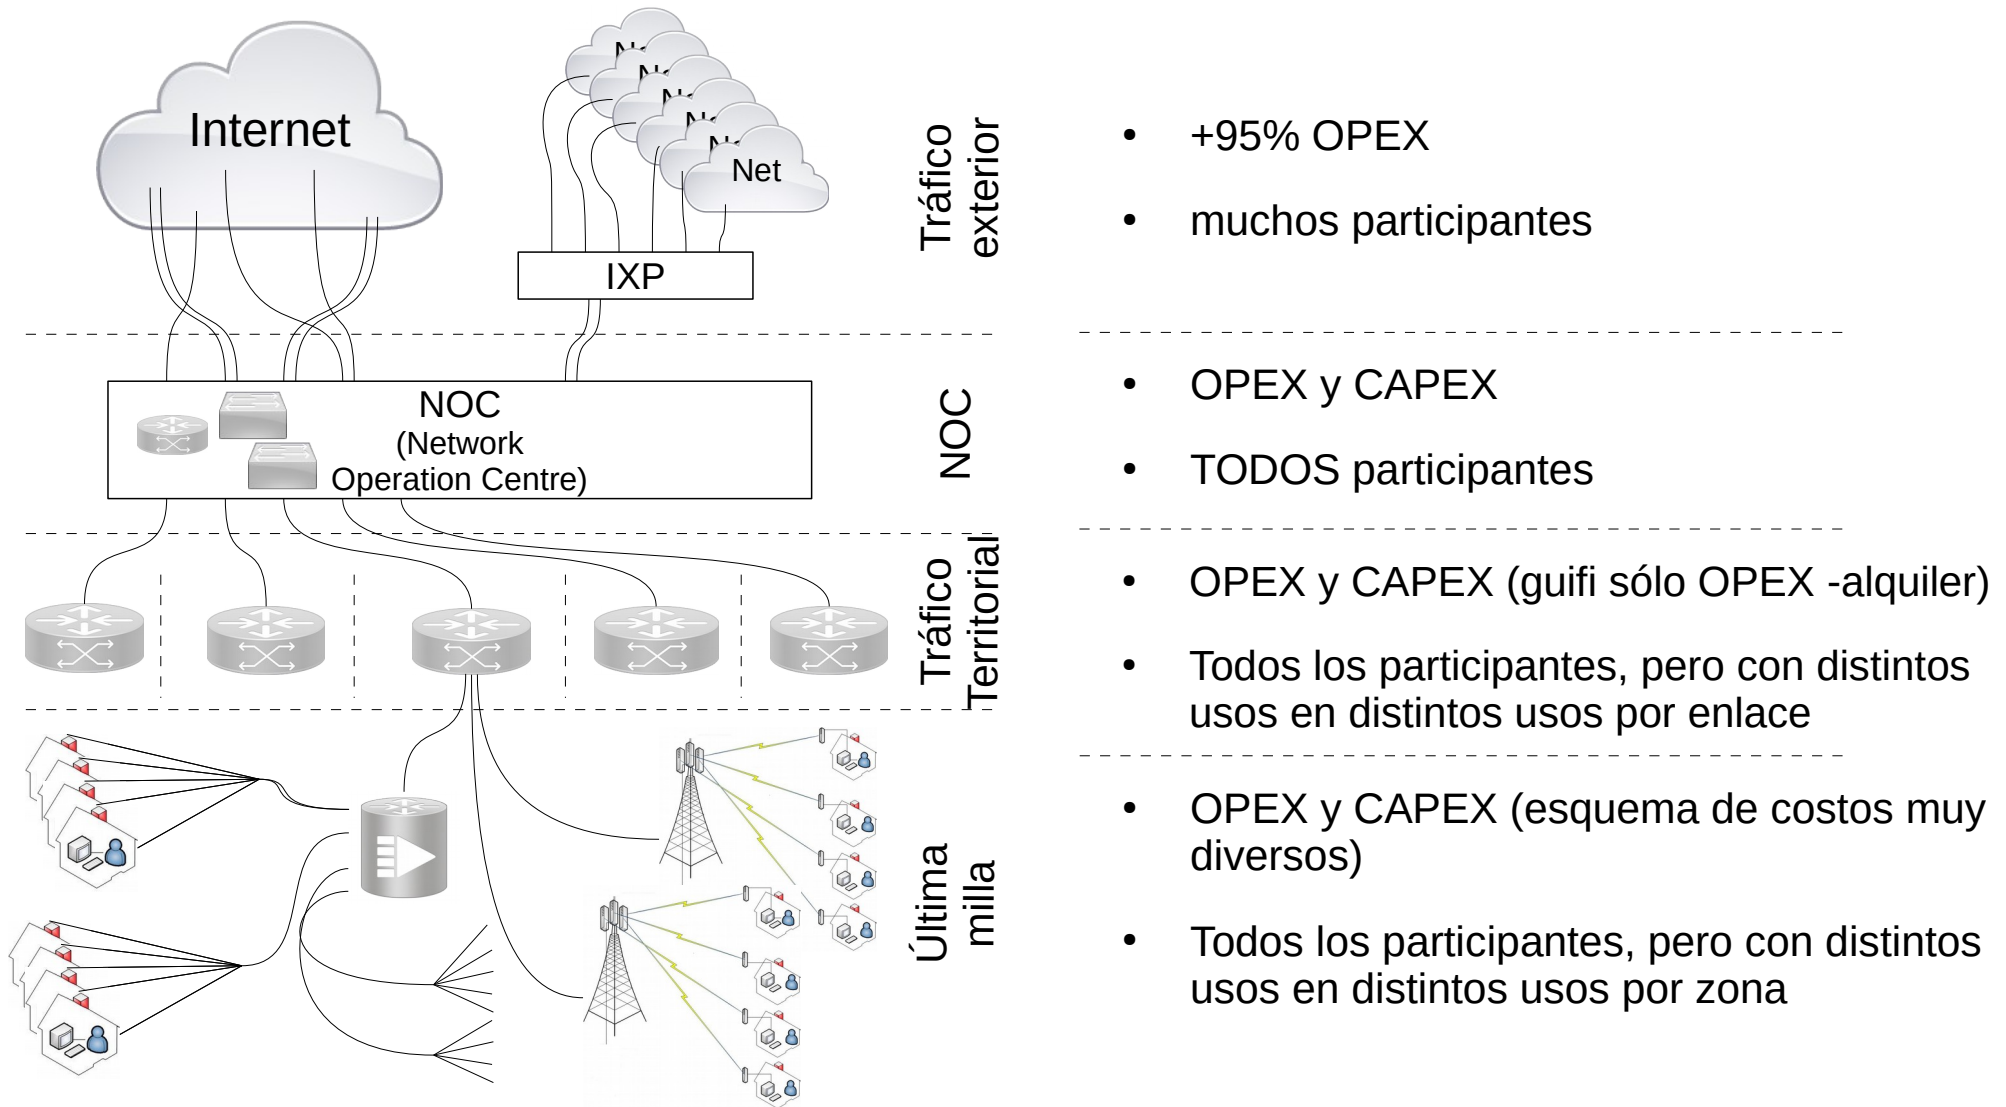 Internet
Net
IXP
NOC
(Network
Operation Centre)
Tráfico
exterior
NOC
Tráfico
Territorial
Última
milla
• +95% OPEX
• muchos participantes
• OPEX y CAPEX
• TODOS participantes
• OPEX y CAPEX (guifi sólo OPEX -alquiler)
• Todos los participantes, pero con distintos
usos en distintos usos por enlace
• OPEX y CAPEX (esquema de costos muy
diversos)
• Todos los participantes, pero con distintos
usos en distintos usos por zona